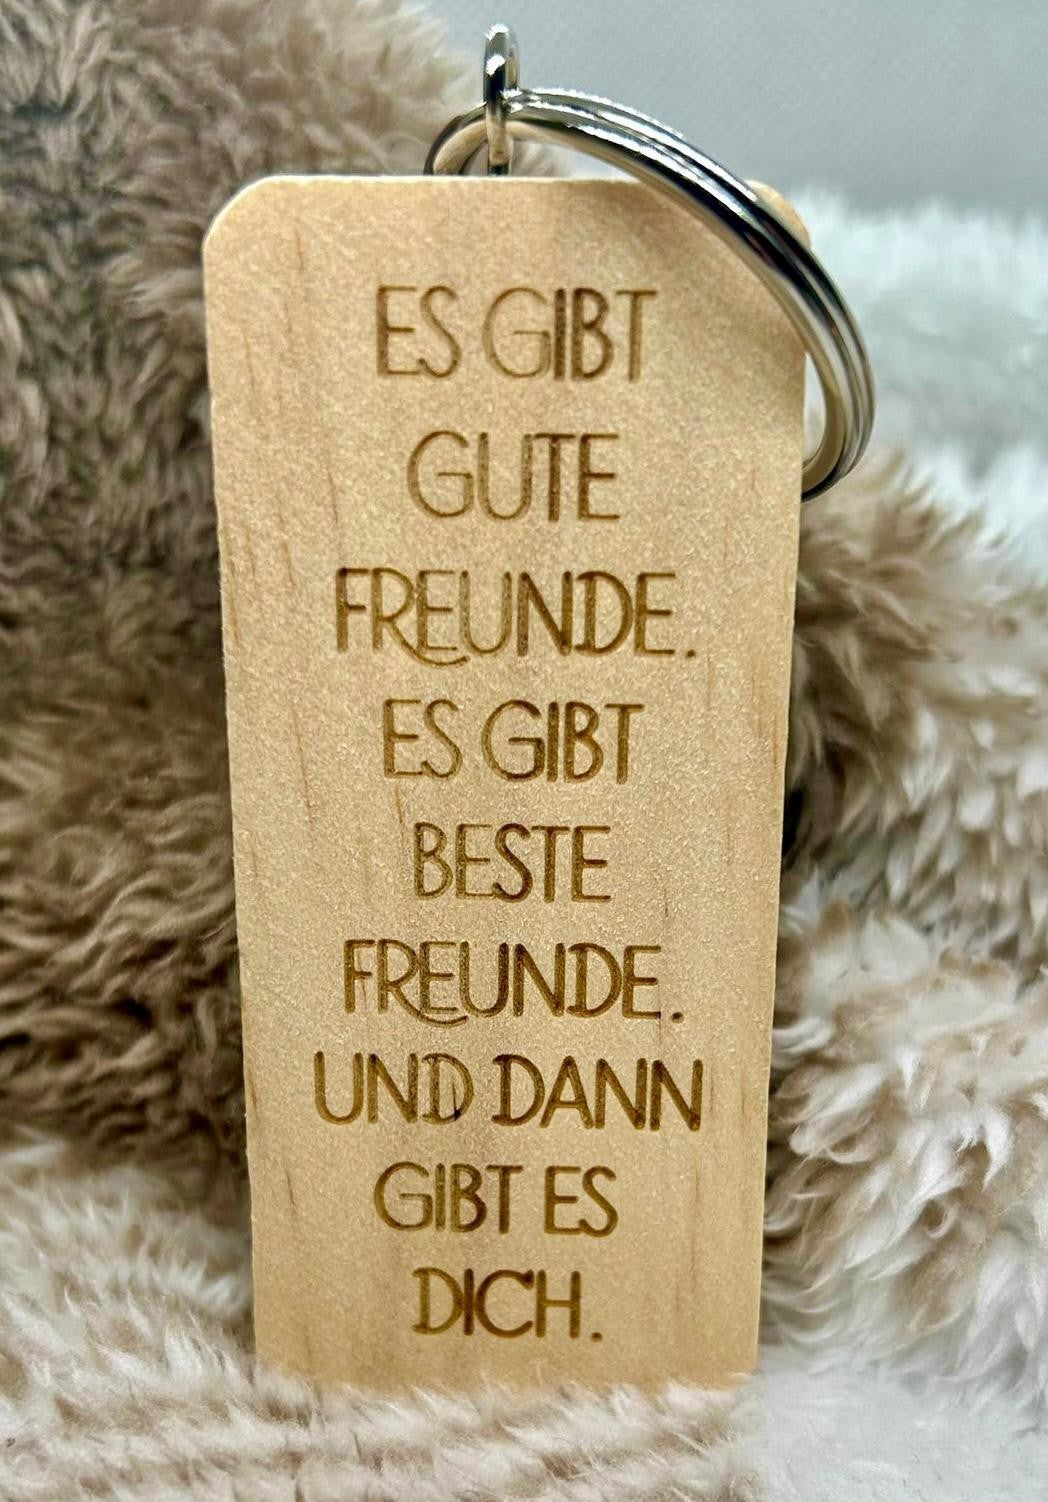 ES GIBT
GUTE
FREUNDE.
ES GIBT
BESTE
FREUNDE.
UND DANN
GIBT ES
DICH.